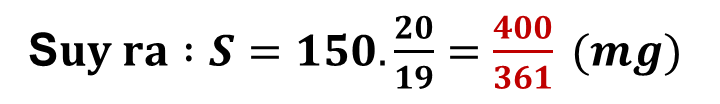 Suy ra : S = 150.20/19 = 400/361 (mg)